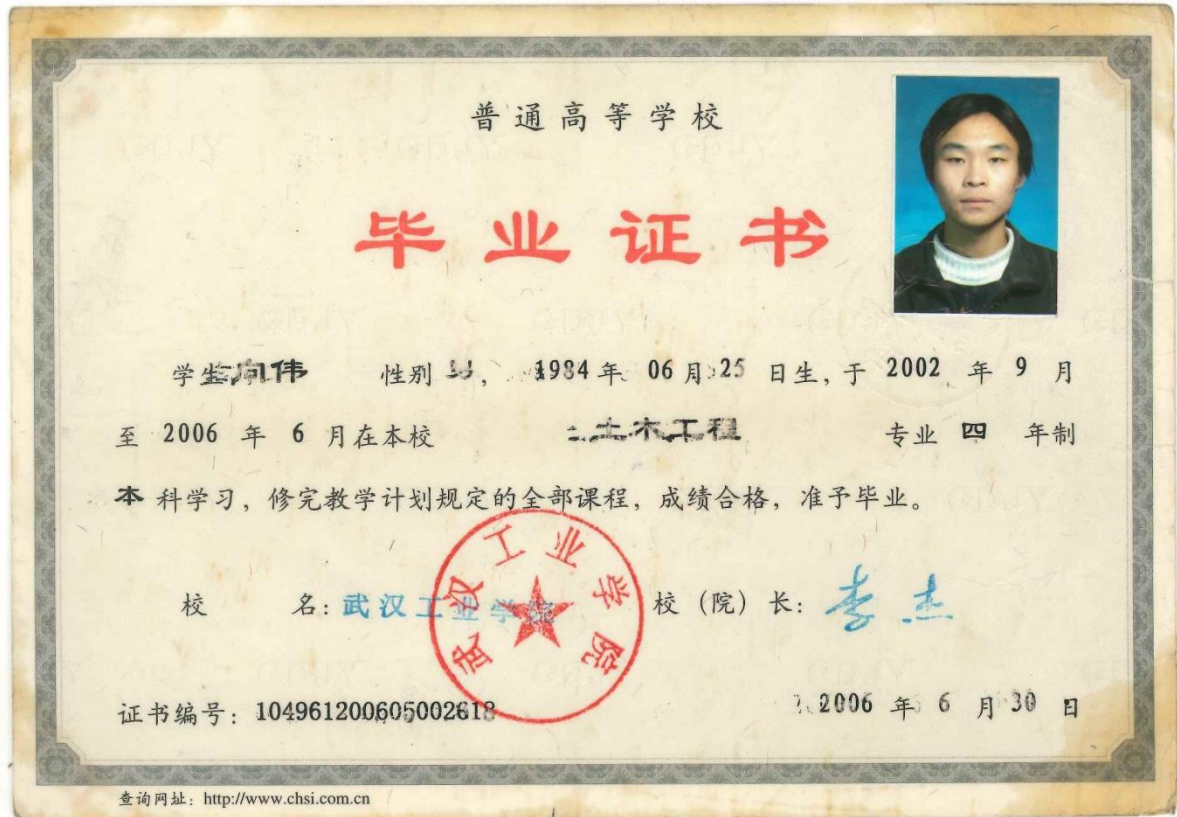 普通高等学校
毕业证书
学生 向伟 性别 男, 1984 年 06 月 25 日生, 于 2002 年 9 月
至 2006 年 6 月在本校 土木工程 专业 四 年制
本 科学习, 修完教学计划规定的全部课程, 成绩合格, 准予毕业。
校 名: 武汉工业学院 校 (院) 长: 李杰
武汉工业学院
证书编号: 104961200605002618 2006 年 6 月 30 日
查询网址: http://www.chsi.com.cn